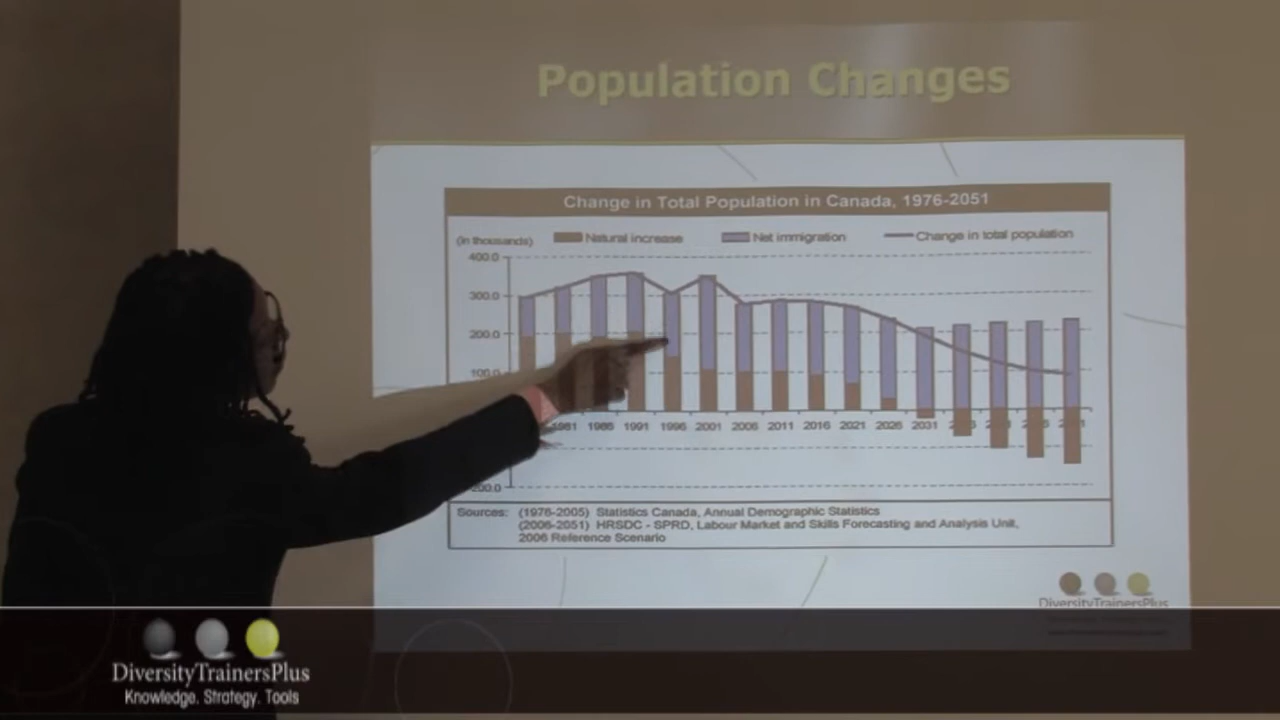 Population Changes
Change in Total Population in Canada, 1976-2051
(In thousands) Natural increase Net immigration Change in total population
400.0
300.0
200.0
100.0
1981 1986 1991 1996 2001 2006 2011 2016 2021 2026 2031
Sources: (1976-2005) Statistics Canada, Annual Demographic Statistics
(2006-2051) HRSDC - SPRD, Labour Market and Skills Forecasting and Analysis Unit,
2006 Reference Scenario
DiversityTrainersPlus
DiversityTrainersPlus
Knowledge. Strategy. Tools